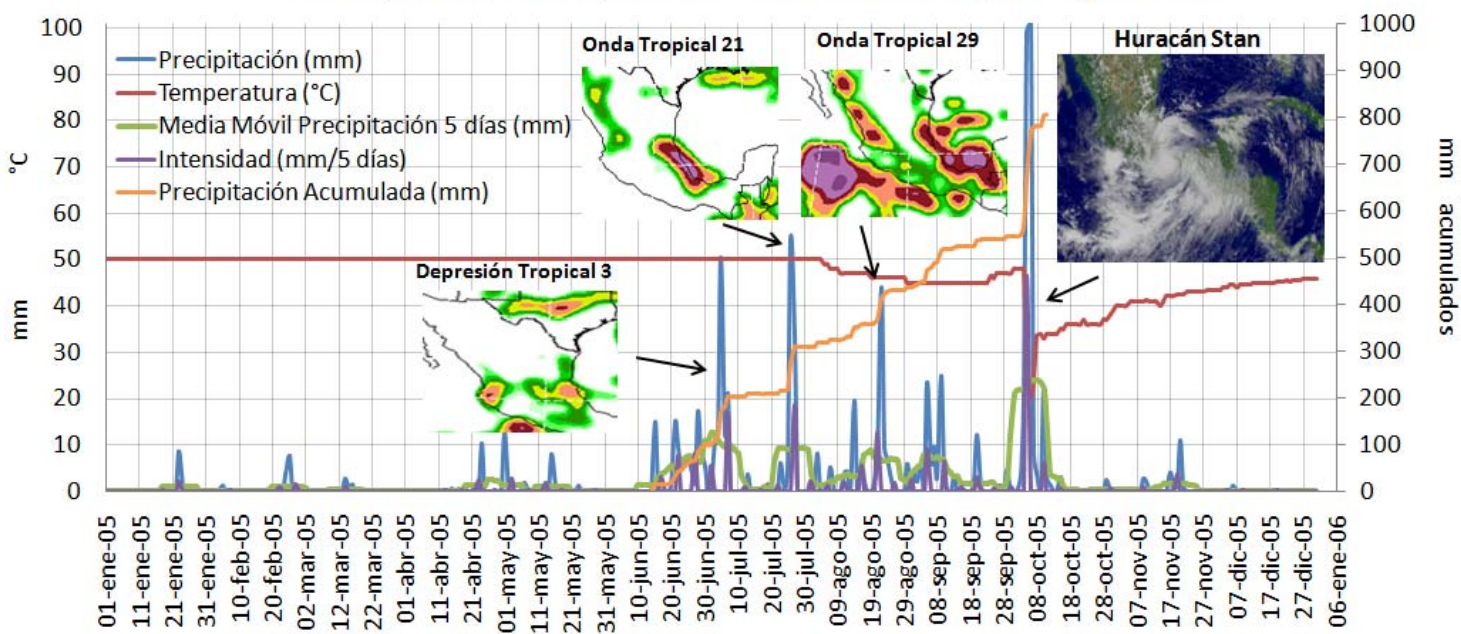 100
90
80
70
60
50
40
30
20
10
0
°C
mm
Precipitación (mm)
Temperatura (°C)
Media Móvil Precipitación 5 días (mm)
Intensidad (mm/5 días)
Precipitación Acumulada (mm)
Depresión Tropical 3
Onda Tropical 21
Onda Tropical 29
Huracán Stan
1000
900
800
700
600
500
400
300
200
100
0
mm acumulados
01-ene-05
11-ene-05
21-ene-05
31-ene-05
10-feb-05
20-feb-05
02-mar-05
12-mar-05
22-mar-05
01-abr-05
11-abr-05
21-abr-05
01-may-05
11-may-05
21-may-05
31-may-05
10-jun-05
20-jun-05
30-jun-05
10-jul-05
20-jul-05
30-jul-05
09-ago-05
19-ago-05
29-ago-05
08-sep-05
18-sep-05
28-sep-05
08-oct-05
18-oct-05
28-oct-05
07-nov-05
17-nov-05
27-nov-05
07-dic-05
17-dic-05
27-dic-05
06-ene-06